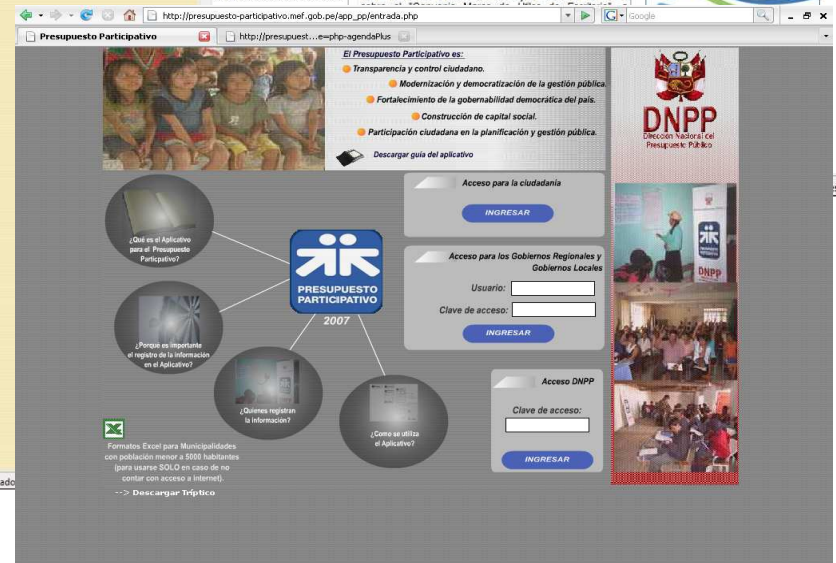 http://presupuesto-participativo.mef.gob.pe/app_pp/entrada.php
Google
Presupuesto Participativo
http://presupuest...e=php-agendaPlus
El Presupuesto Participativo es:
Transparencia y control ciudadano.
Modernización y democratización de la gestión pública.
Fortalecimiento de la gobernabilidad democrática del país.
Construcción de capital social.
Participación ciudadana en la planificación y gestión pública.
Descargar guía del aplicativo
DNPP
Dirección Nacional del
Presupuesto Público
Acceso para la ciudadanía
INGRESAR
¿Qué es el Aplicativo
para el Presupuesto
Particpativo?
Acceso para los Gobiernos Regionales y
Gobiernos Locales
Usuario:
Clave de acceso:
INGRESAR
PRESUPUESTO
PARTICIPATIVO
2007
¿Porqué es importante
el registro de la información
en el Aplicativo?
¿Quienes registran
la información?
¿Como se utiliza
el Aplicativo?
Acceso DNPP
Clave de acceso:
INGRESAR
DNPP
Formatos Excel para Municipalidades
con población menor a 5000 habitantes
(para usarse SOLO en caso de no
contar con acceso a internet).
--> Descargar Tríptico